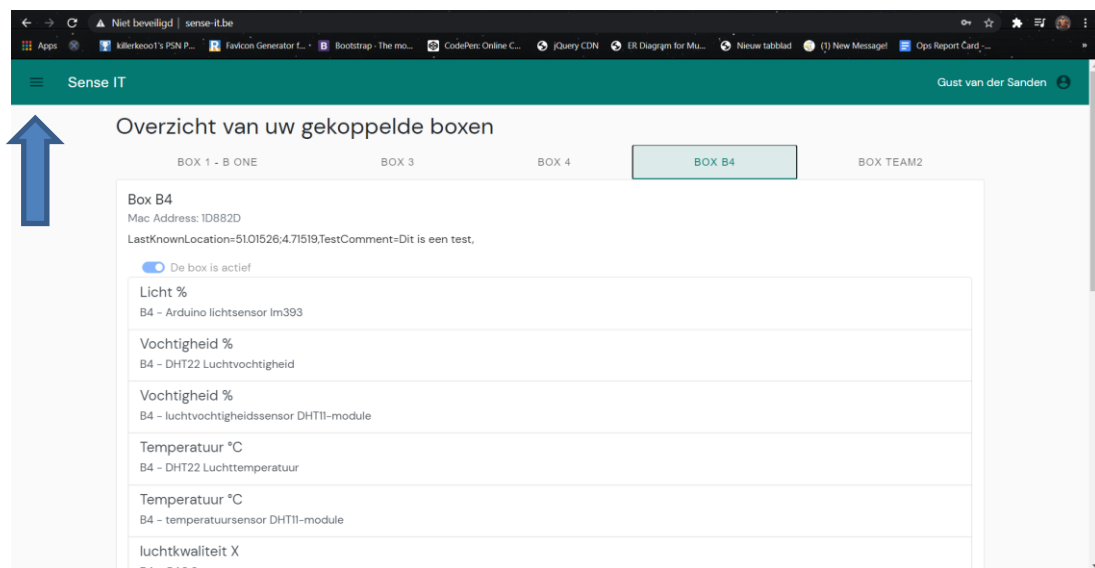 Niet beveiligd | sense-it.be
Apps killerkeoo1's PSN P... Favicon Generator f... B Bootstrap · The mo... CodePen: Online C... jQuery CDN ER Diagram for Mu... Nieuw tabblad (1) New Message! Ops Report Card -... »
Sense IT Gust van der Sanden
Overzicht van uw gekoppelde boxen
BOX 1 - B ONE BOX 3 BOX 4 BOX B4 BOX TEAM2
Box B4
Mac Address: 1D882D
LastKnownLocation=51.01526;4.71519,TestComment=Dit is een test,
De box is actief
Licht %
B4 - Arduino lichtsensor lm393
Vochtigheid %
B4 - DHT22 Luchtvochtigheid
Vochtigheid %
B4 - luchtvochtigheidssensor DHT11-module
Temperatuur °C
B4 - DHT22 Luchttemperatuur
Temperatuur °C
B4 - temperatuursensor DHT11-module
luchtkwaliteit X